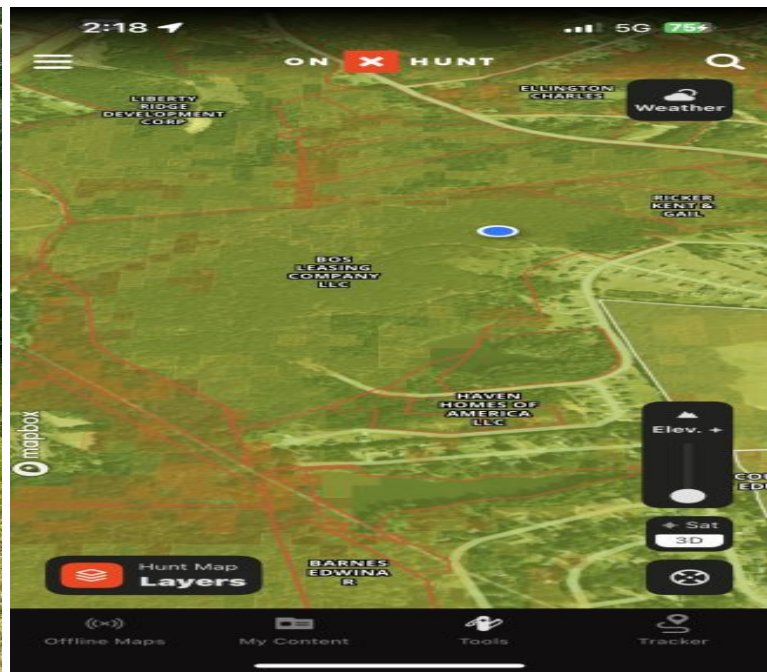 2:18
5G 75
ON X HUNT
ELLINGTON
CHARLES
Weather
LIBERTY
RIDGE
DEVELOPMENT
CORP
RICKER
KENT &
GAIL
BOS
LEASING
COMPANY
LLC
HAVEN
HOMES OF
AMERICA
LLC
mapbox
Elev. +
CO
EDU
Sat
3D
Hunt Map
Layers
BARNES
EDWINA
R
Offline Maps
My Content
Tools
Tracker